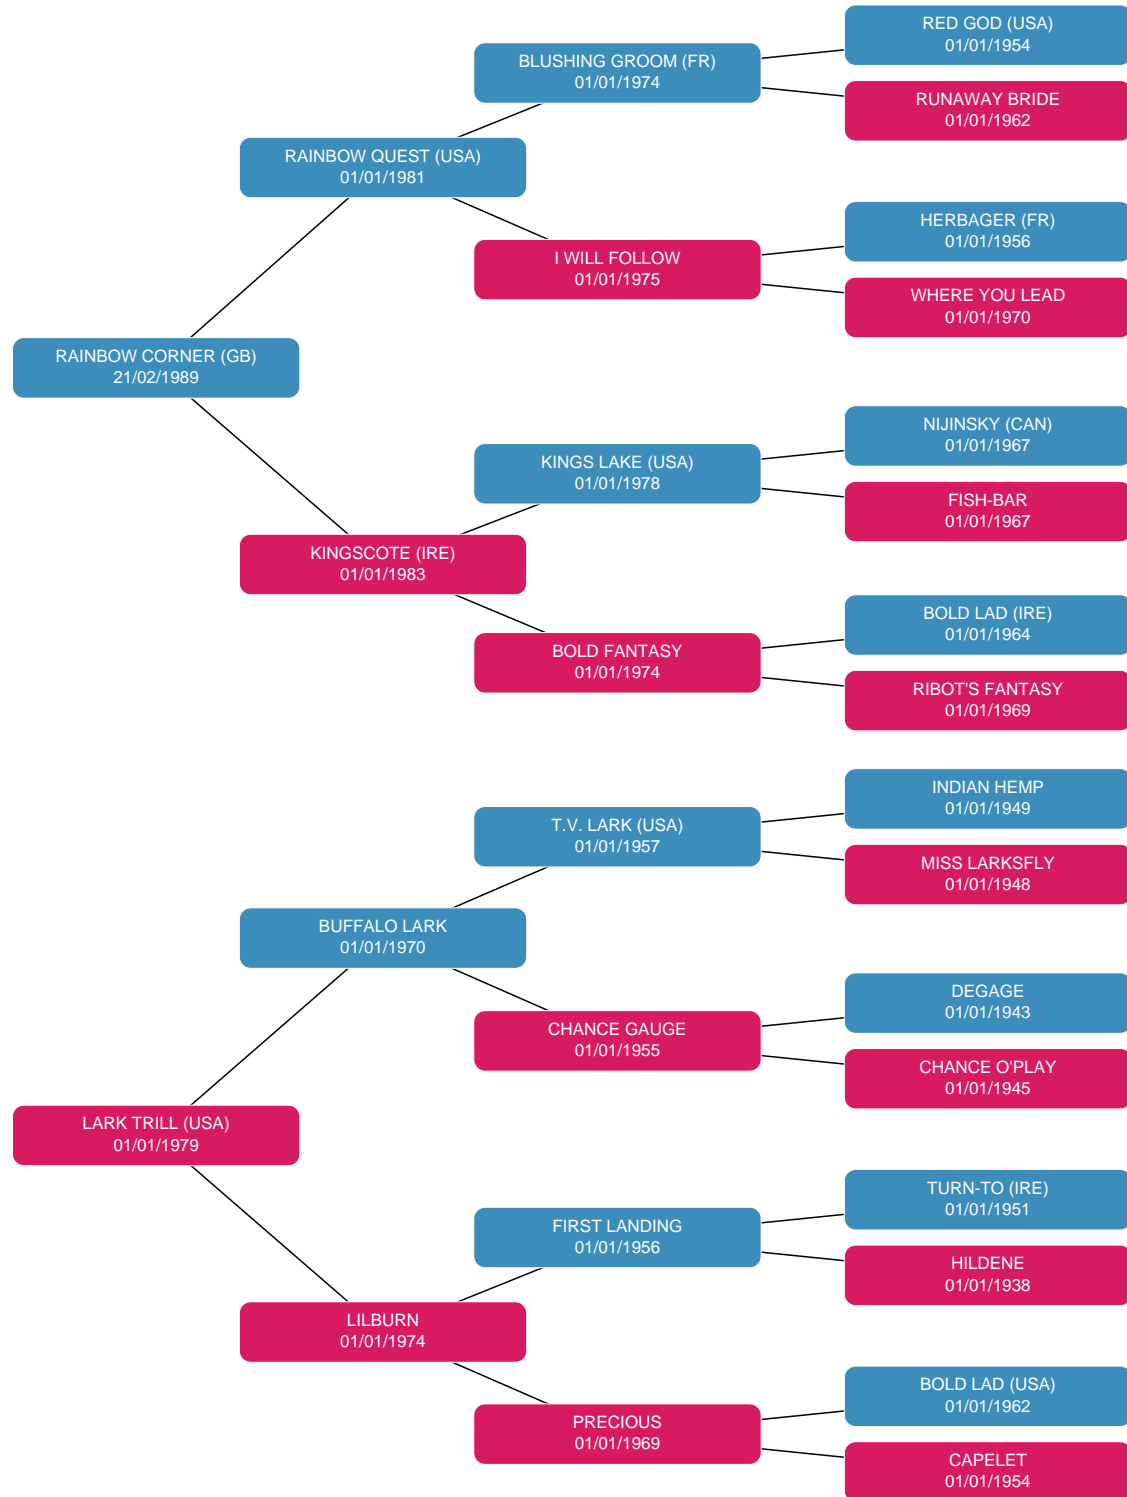 RED GOD (USA)
01/01/1954
BLUSHING GROOM (FR)
01/01/1974
RUNAWAY BRIDE
01/01/1962
RAINBOW QUEST (USA)
01/01/1981
HERBAGER (FR)
01/01/1956
I WILL FOLLOW
01/01/1975
WHERE YOU LEAD
01/01/1970
RAINBOW CORNER (GB)
21/02/1989
NIJINSKY (CAN)
01/01/1967
KINGS LAKE (USA)
01/01/1978
FISH-BAR
01/01/1967
KINGSCOTE (IRE)
01/01/1983
BOLD LAD (IRE)
01/01/1964
BOLD FANTASY
01/01/1974
RIBOT'S FANTASY
01/01/1969
INDIAN HEMP
01/01/1949
T.V. LARK (USA)
01/01/1957
MISS LARKSFLY
01/01/1948
BUFFALO LARK
01/01/1970
DEGAGE
01/01/1943
CHANCE GAUGE
01/01/1955
CHANCE O'PLAY
01/01/1945
LARK TRILL (USA)
01/01/1979
TURN-TO (IRE)
01/01/1951
FIRST LANDING
01/01/1956
HILDENE
01/01/1938
LILBURN
01/01/1974
BOLD LAD (USA)
01/01/1962
PRECIOUS
01/01/1969
CAPELET
01/01/1954